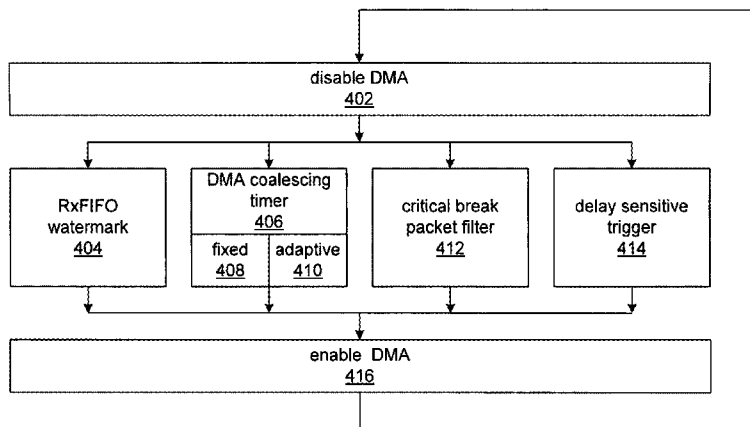 disable DMA
402
RxFIFO
watermark
404
DMA coalescing
timer
406
fixed
408
adaptive
410
critical break
packet filter
412
delay sensitive
trigger
414
enable DMA
416